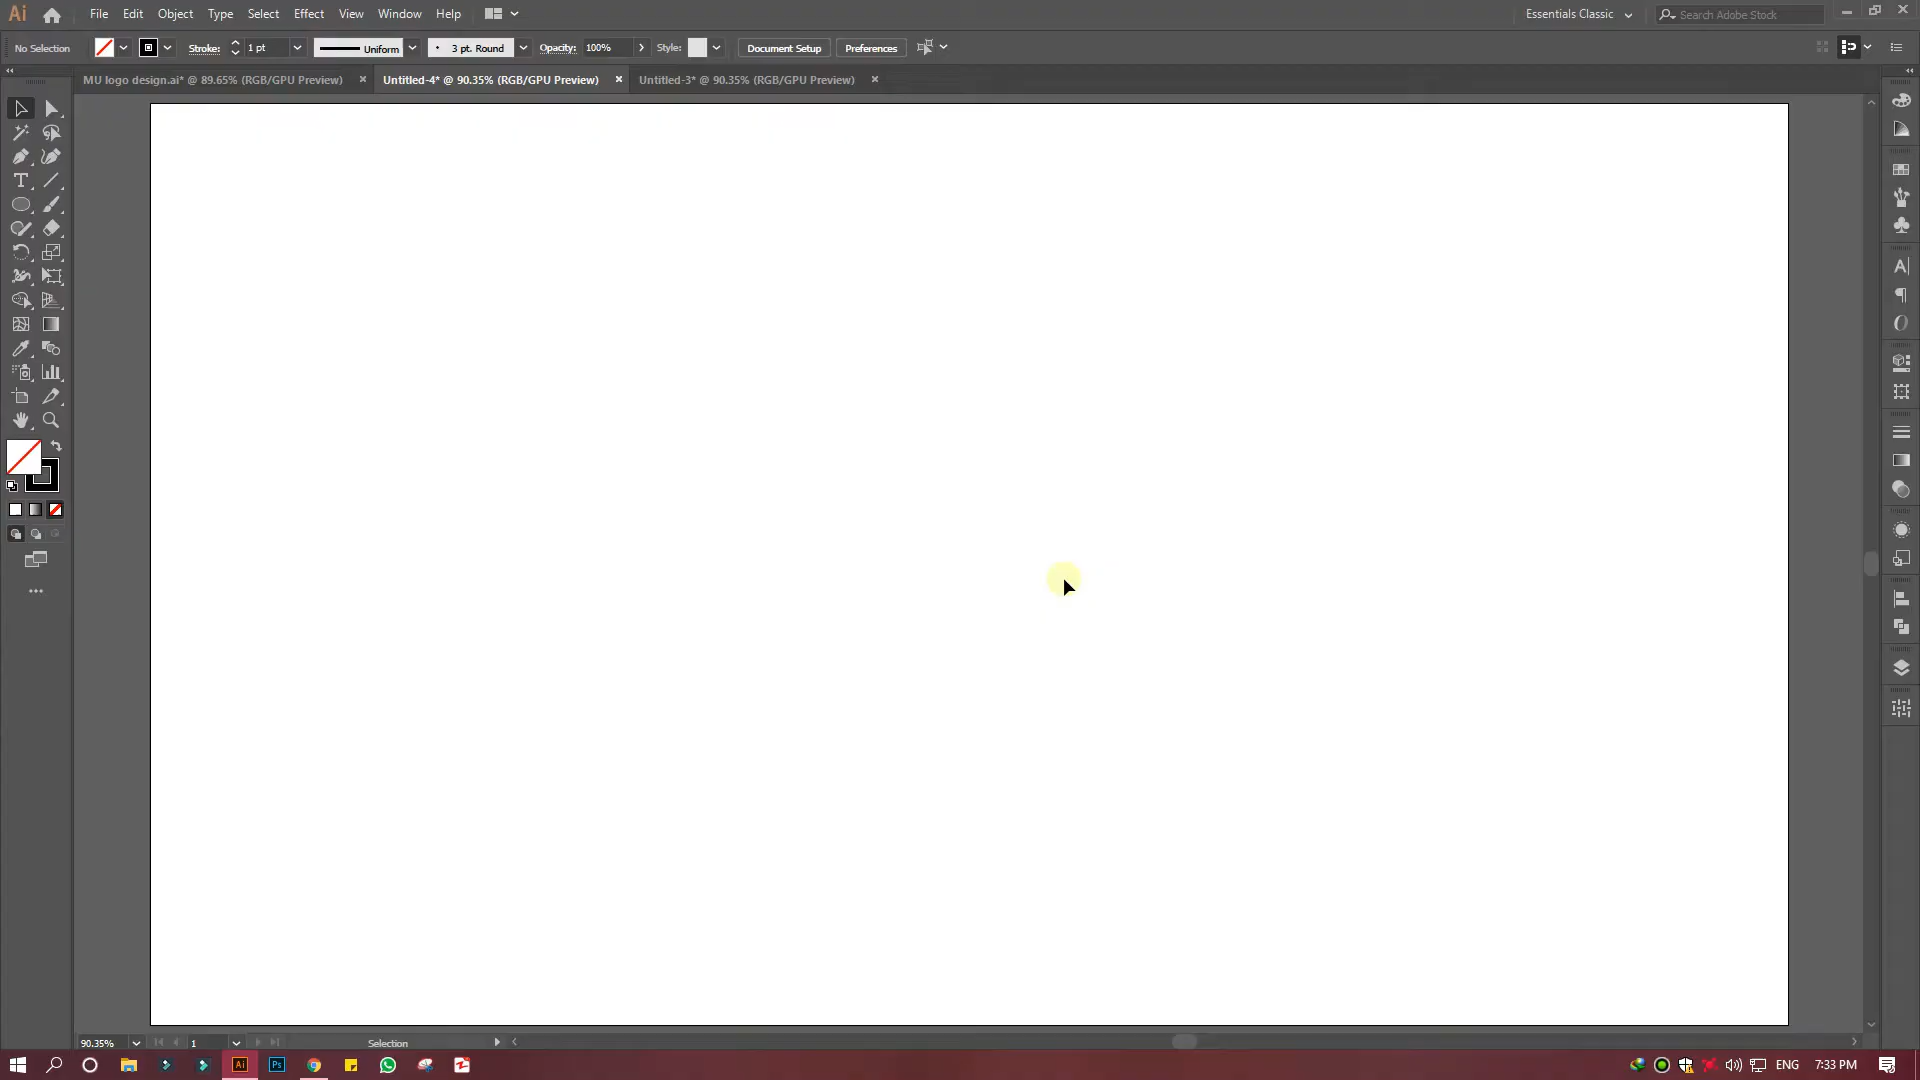 Ai File Edit Object Type Select Effect View Window Help Essentials Classic Search Adobe Stock
No Selection Stroke: 1 pt Uniform 3 pt. Round Opacity: 100% Style: Document Setup Preferences
MU logo design.ai* @ 89.65% (RGB/GPU Preview) Untitled-4* @ 90.35% (RGB/GPU Preview) Untitled-3* @ 90.35% (RGB/GPU Preview)
90.35% 1 Selection
Ai Ps ENG 7:33 PM